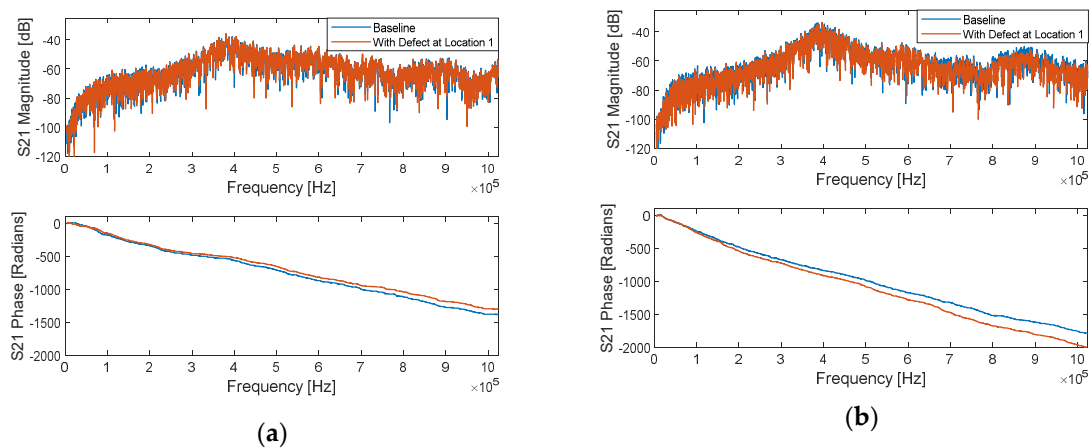 Baseline
With Defect at Location 1
S21 Magnitude [dB]
-40
-60
-80
-100
-120
0 1 2 3 4 5 6 7 8 9 10
Frequency [Hz]
×10^5
S21 Phase [Radians]
0
-500
-1000
-1500
-2000
0 1 2 3 4 5 6 7 8 9 10
Frequency [Hz]
×10^5
(a)
Baseline
With Defect at Location 1
S21 Magnitude [dB]
-40
-60
-80
-100
-120
0 1 2 3 4 5 6 7 8 9 10
Frequency [Hz]
×10^5
S21 Phase [Radians]
0
-500
-1000
-1500
-2000
0 1 2 3 4 5 6 7 8 9 10
Frequency [Hz]
×10^5
(b)